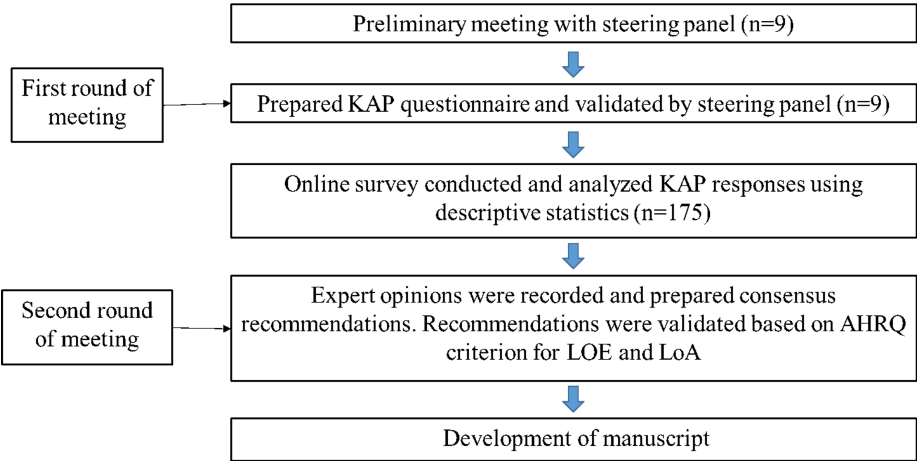 Preliminary meeting with steering panel (n=9)
First round of
meeting
Prepared KAP questionnaire and validated by steering panel (n=9)
Online survey conducted and analyzed KAP responses using
descriptive statistics (n=175)
Second round
of meeting
Expert opinions were recorded and prepared consensus
recommendations. Recommendations were validated based on AHRQ
criterion for LOE and LoA
Development of manuscript